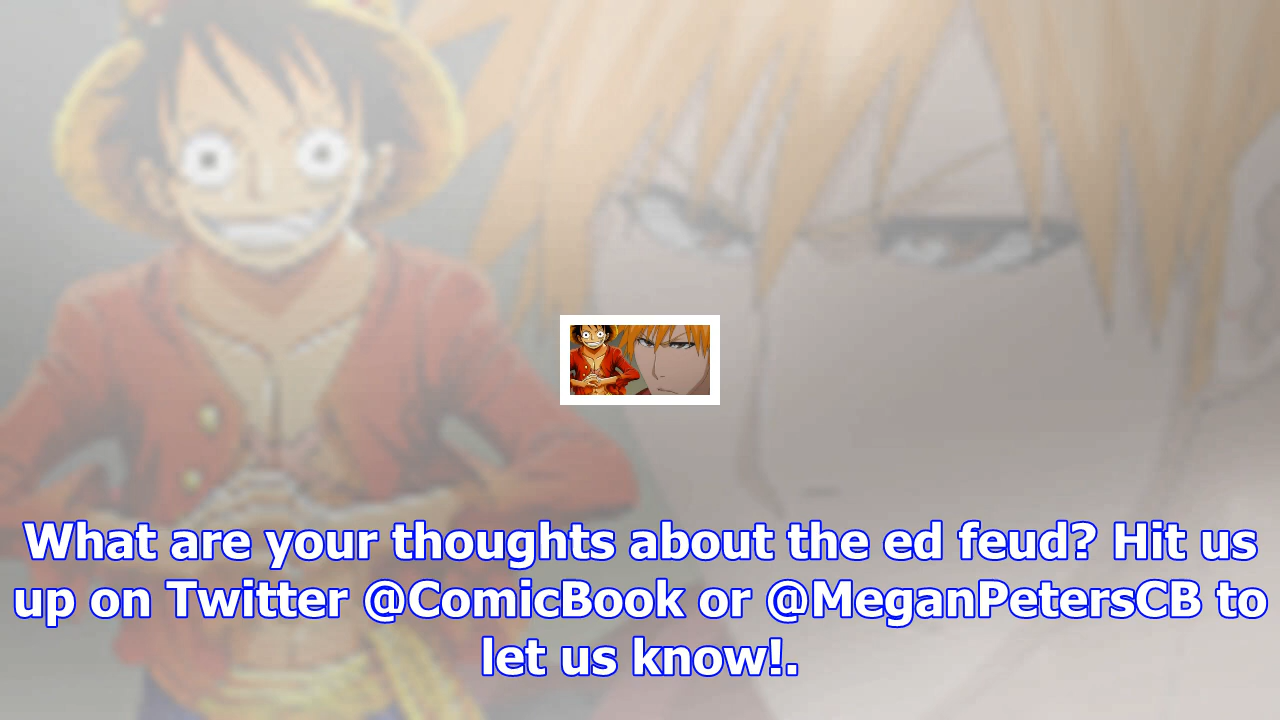 What are your thoughts about the ed feud? Hit us
up on Twitter @ComicBook or @MeganPetersCB to
let us know!.